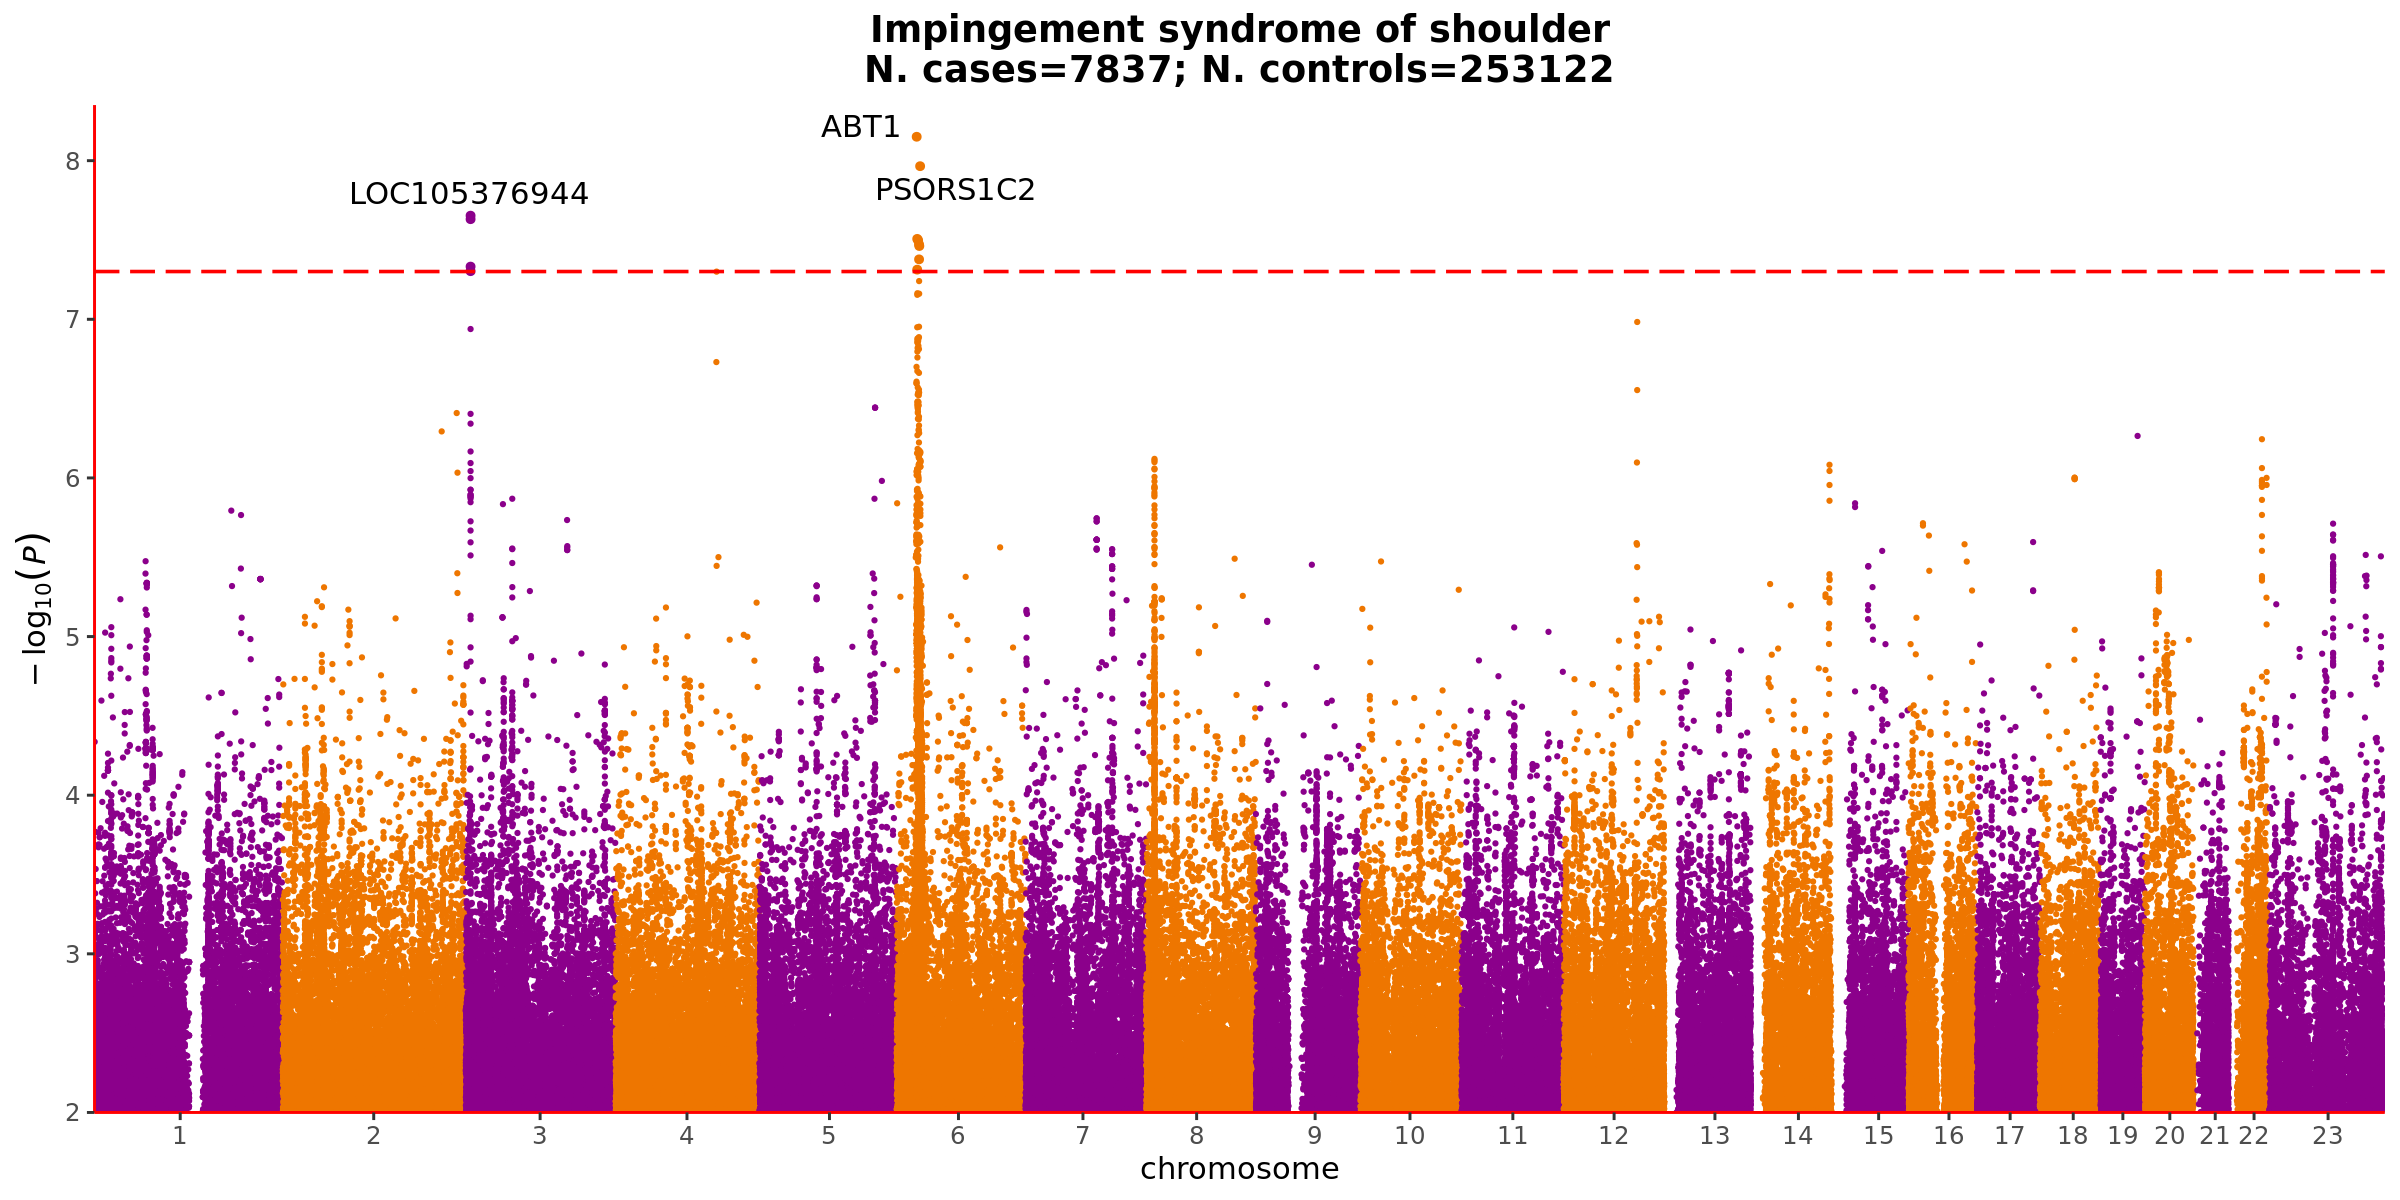 Impingement syndrome of shoulder
N. cases=7837; N. controls=253122
ABT1
LOC105376944
PSORS1C2
8
7
6
5
4
3
2
−log10(P)
1 2 3 4 5 6 7 8 9 10 11 12 13 14 15 16 17 18 19 20 21 22 23
chromosome